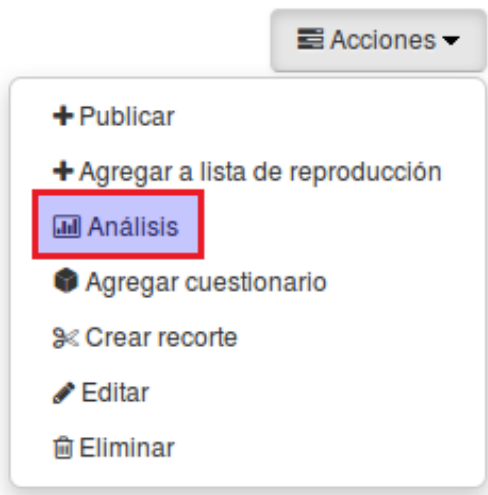 Acciones
Publicar
Agregar a lista de reproducción
Análisis
Agregar cuestionario
Crear recorte
Editar
Eliminar